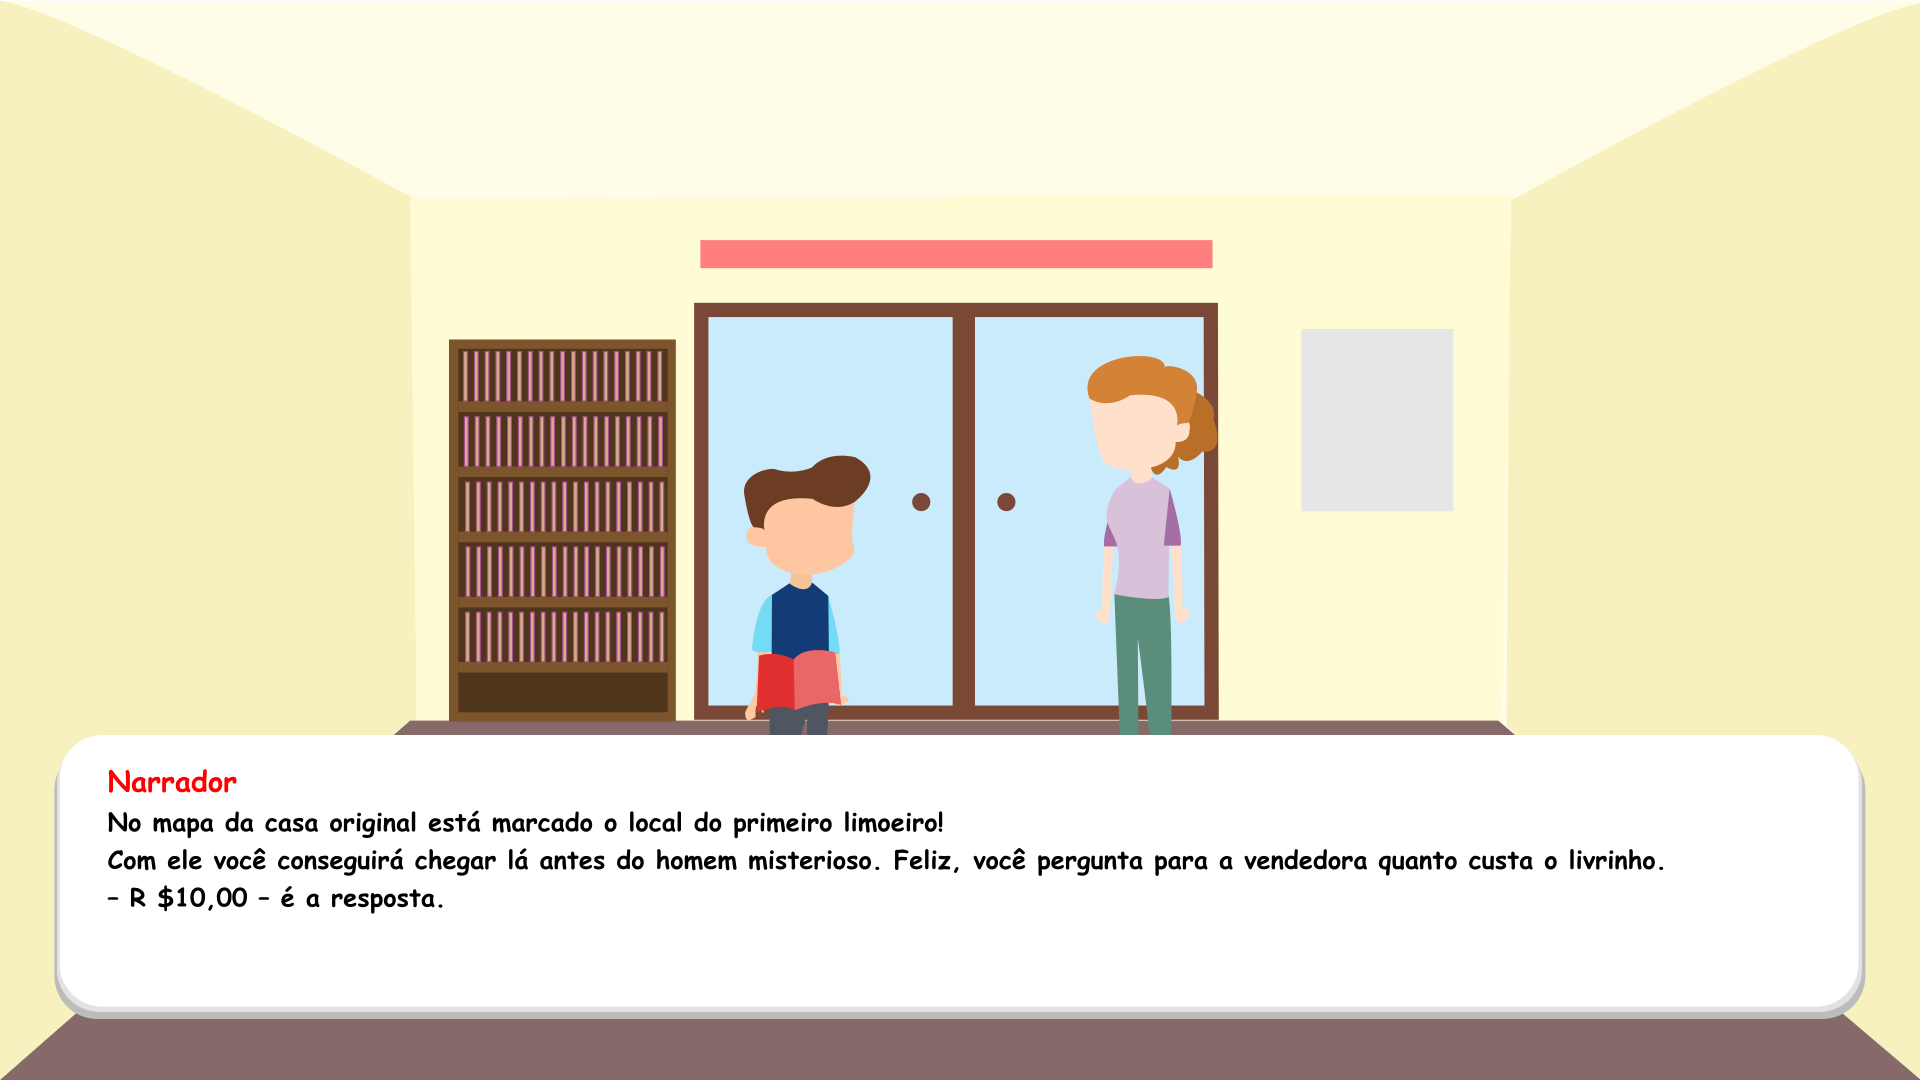 Narrador
No mapa da casa original está marcado o local do primeiro limoeiro!
Com ele você conseguirá chegar lá antes do homem misterioso. Feliz, você pergunta para a vendedora quanto custa o livrinho.
– R $10,00 – é a resposta.